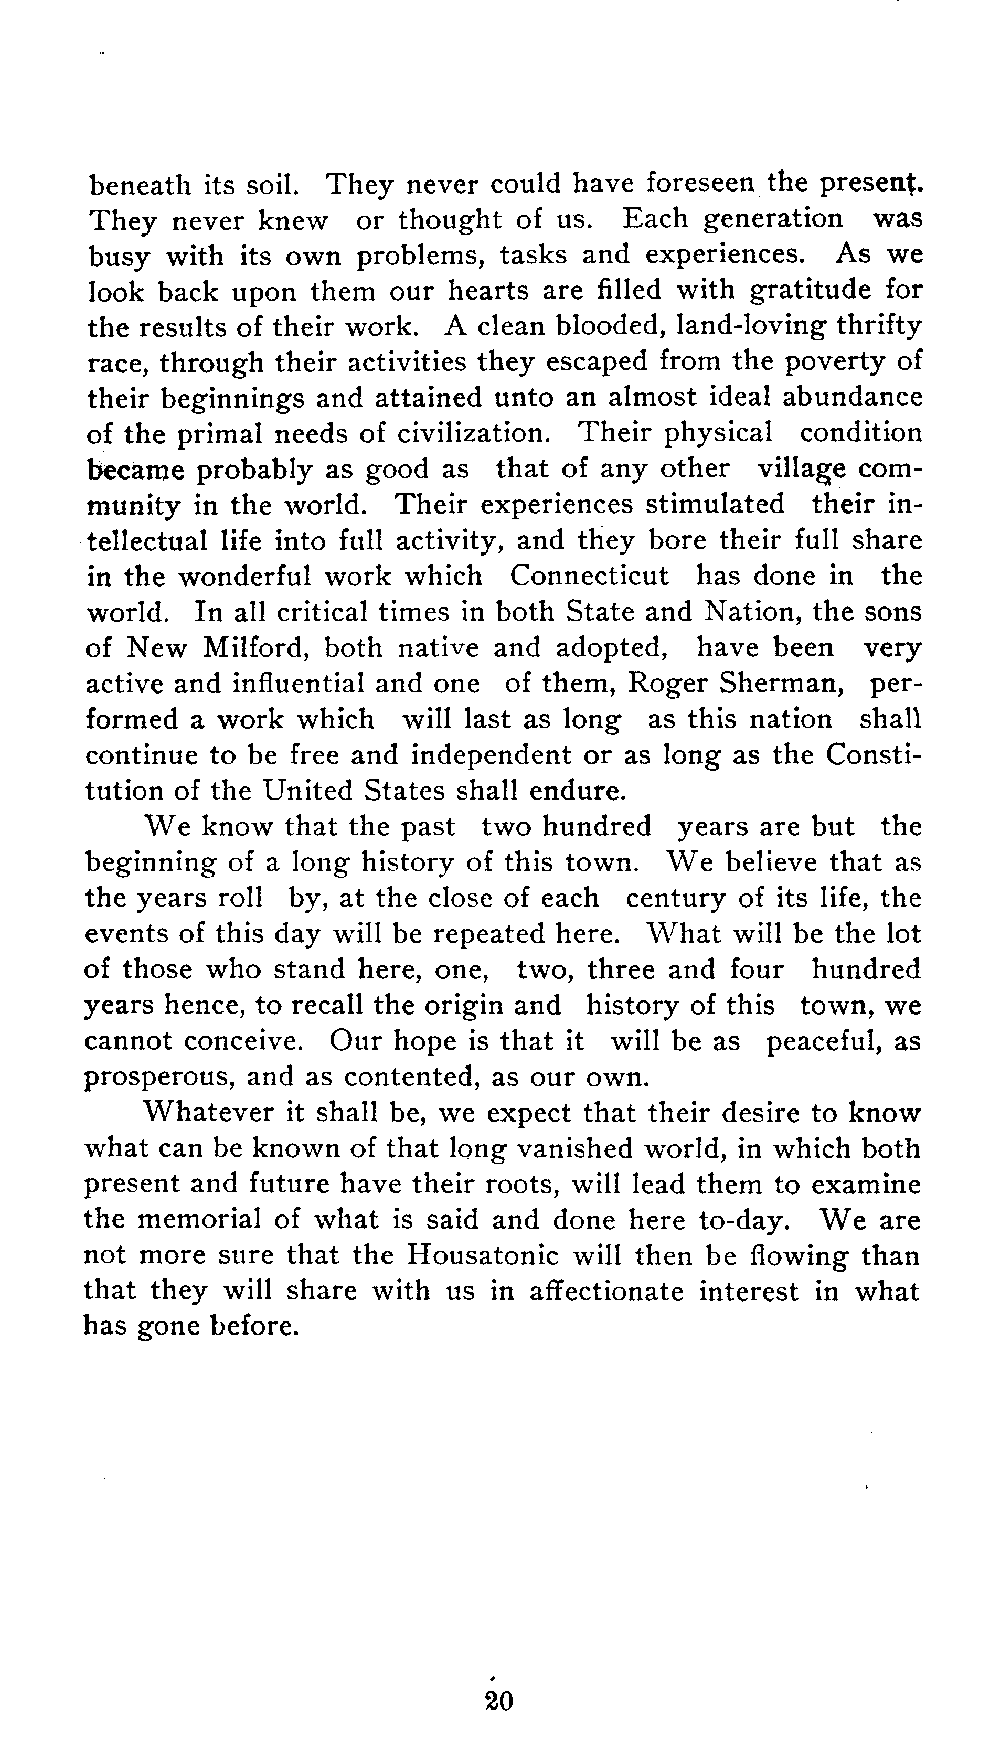 beneath its soil. They never could have foreseen the present.
They never knew or thought of us. Each generation was
busy with its own problems, tasks and experiences. As we
look back upon them our hearts are filled with gratitude for
the results of their work. A clean blooded, land-loving thrifty
race, through their activities they escaped from the poverty of
their beginnings and attained unto an almost ideal abundance
of the primal needs of civilization. Their physical condition
became probably as good as that of any other village com-
munity in the world. Their experiences stimulated their in-
tellectual life into full activity, and they bore their full share
in the wonderful work which Connecticut has done in the
world. In all critical times in both State and Nation, the sons
of New Milford, both native and adopted, have been very
active and influential and one of them, Roger Sherman, per-
formed a work which will last as long as this nation shall
continue to be free and independent or as long as the Consti-
tution of the United States shall endure.
We know that the past two hundred years are but the
beginning of a long history of this town. We believe that as
the years roll by, at the close of each century of its life, the
events of this day will be repeated here. What will be the lot
of those who stand here, one, two, three and four hundred
years hence, to recall the origin and history of this town, we
cannot conceive. Our hope is that it will be as peaceful, as
prosperous, and as contented, as our own.
Whatever it shall be, we expect that their desire to know
what can be known of that long vanished world, in which both
present and future have their roots, will lead them to examine
the memorial of what is said and done here to-day. We are
not more sure that the Housatonic will then be flowing than
that they will share with us in affectionate interest in what
has gone before.
20